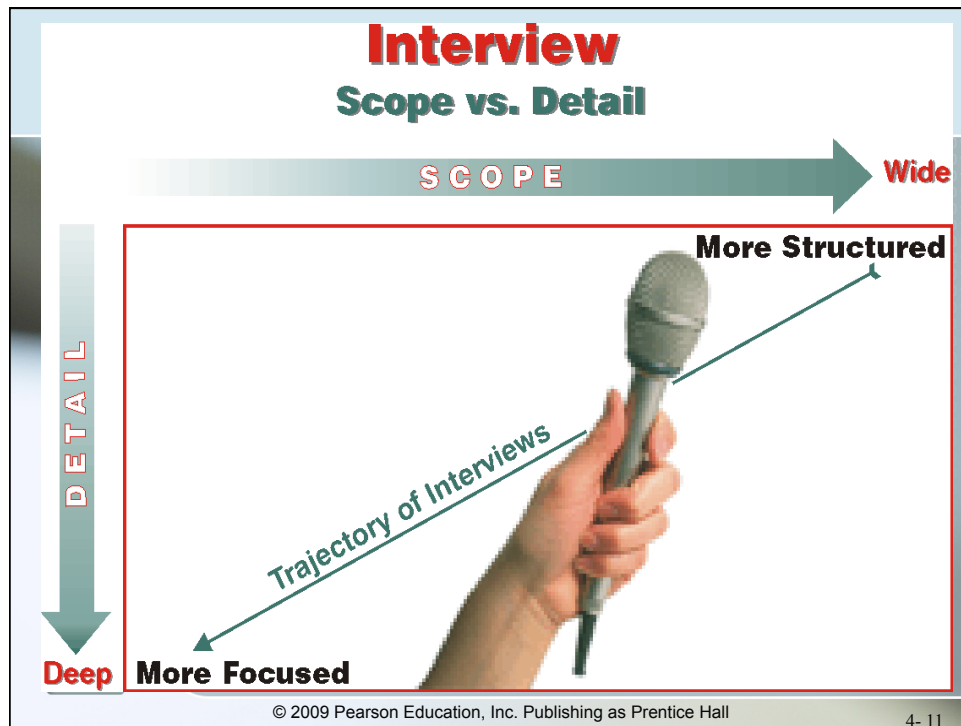 Interview
Scope vs. Detail
SCOPE
Wide
More Structured
DETAIL
Trajectory of Interviews
Deep
More Focused
© 2009 Pearson Education, Inc. Publishing as Prentice Hall
4- 11